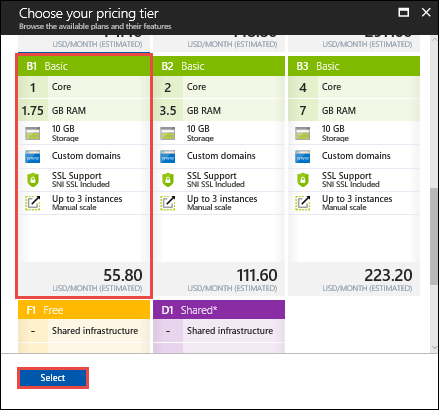 Choose your pricing tier
Browse the available plans and their features
USD/MONTH (ESTIMATED) USD/MONTH (ESTIMATED) USD/MONTH (ESTIMATED)
B1 Basic B2 Basic B3 Basic
1 Core 2 Core 4 Core
1.75 GB RAM 3.5 GB RAM 7 GB RAM
10 GB 10 GB 10 GB
Storage Storage Storage
Custom domains Custom domains Custom domains
SSL Support SSL Support SSL Support
SNI SSL Included SNI SSL Included SNI SSL Included
Up to 3 instances Up to 3 instances Up to 3 instances
Manual scale Manual scale Manual scale
55.80 111.60 223.20
USD/MONTH (ESTIMATED) USD/MONTH (ESTIMATED) USD/MONTH (ESTIMATED)
F1 Free D1 Shared*
- Shared infrastructure - Shared infrastructure
Select